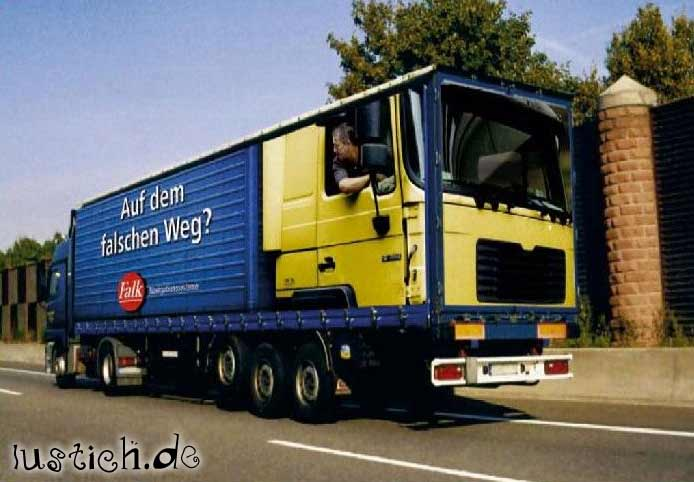 Auf dem
falschen Weg?
Falk
lustich.de